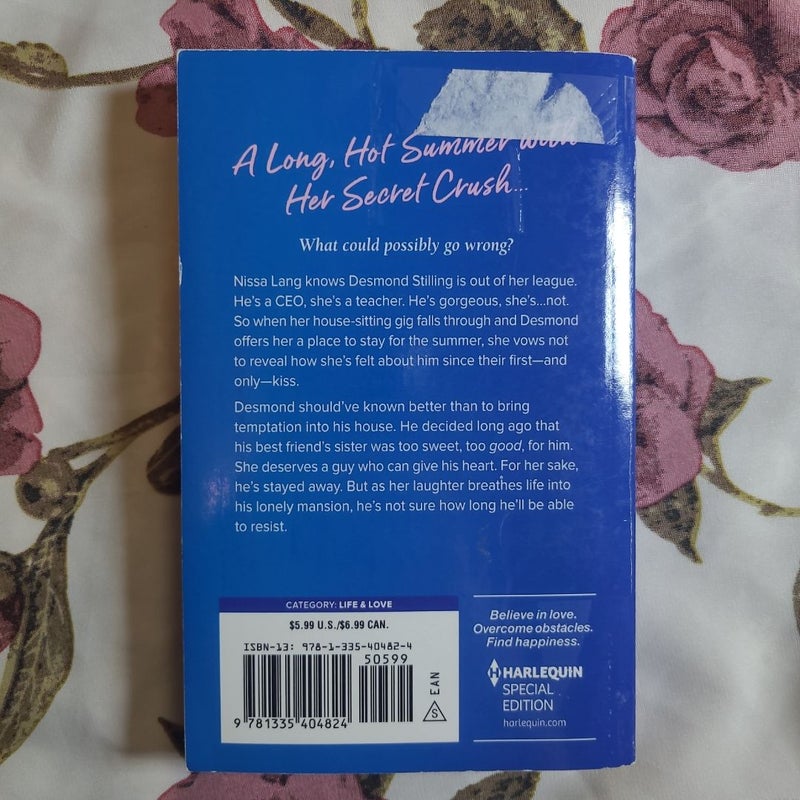 A Long, Hot Summer with
Her Secret Crush...
What could possibly go wrong?
Nissa Lang knows Desmond Stilling is out of her league.
He's a CEO, she's a teacher. He's gorgeous, she's...not.
So when her house-sitting gig falls through and Desmond
offers her a place to stay for the summer, she vows not
to reveal how she's felt about him since their first—and
only—kiss.
Desmond should've known better than to bring
temptation into his house. He decided long ago that
his best friend's sister was too sweet, too good, for him.
She deserves a guy who can give his heart. For her sake,
he's stayed away. But as her laughter breathes life into
his lonely mansion, he's not sure how long he'll be able
to resist.
CATEGORY: LIFE & LOVE
$5.99 U.S./$6.99 CAN.
ISBN-13: 978-1-335-40482-4
50599
EAN
S
9 781335 404824
Believe in love.
Overcome obstacles.
Find happiness.
H HARLEQUIN
SPECIAL
EDITION
harlequin.com